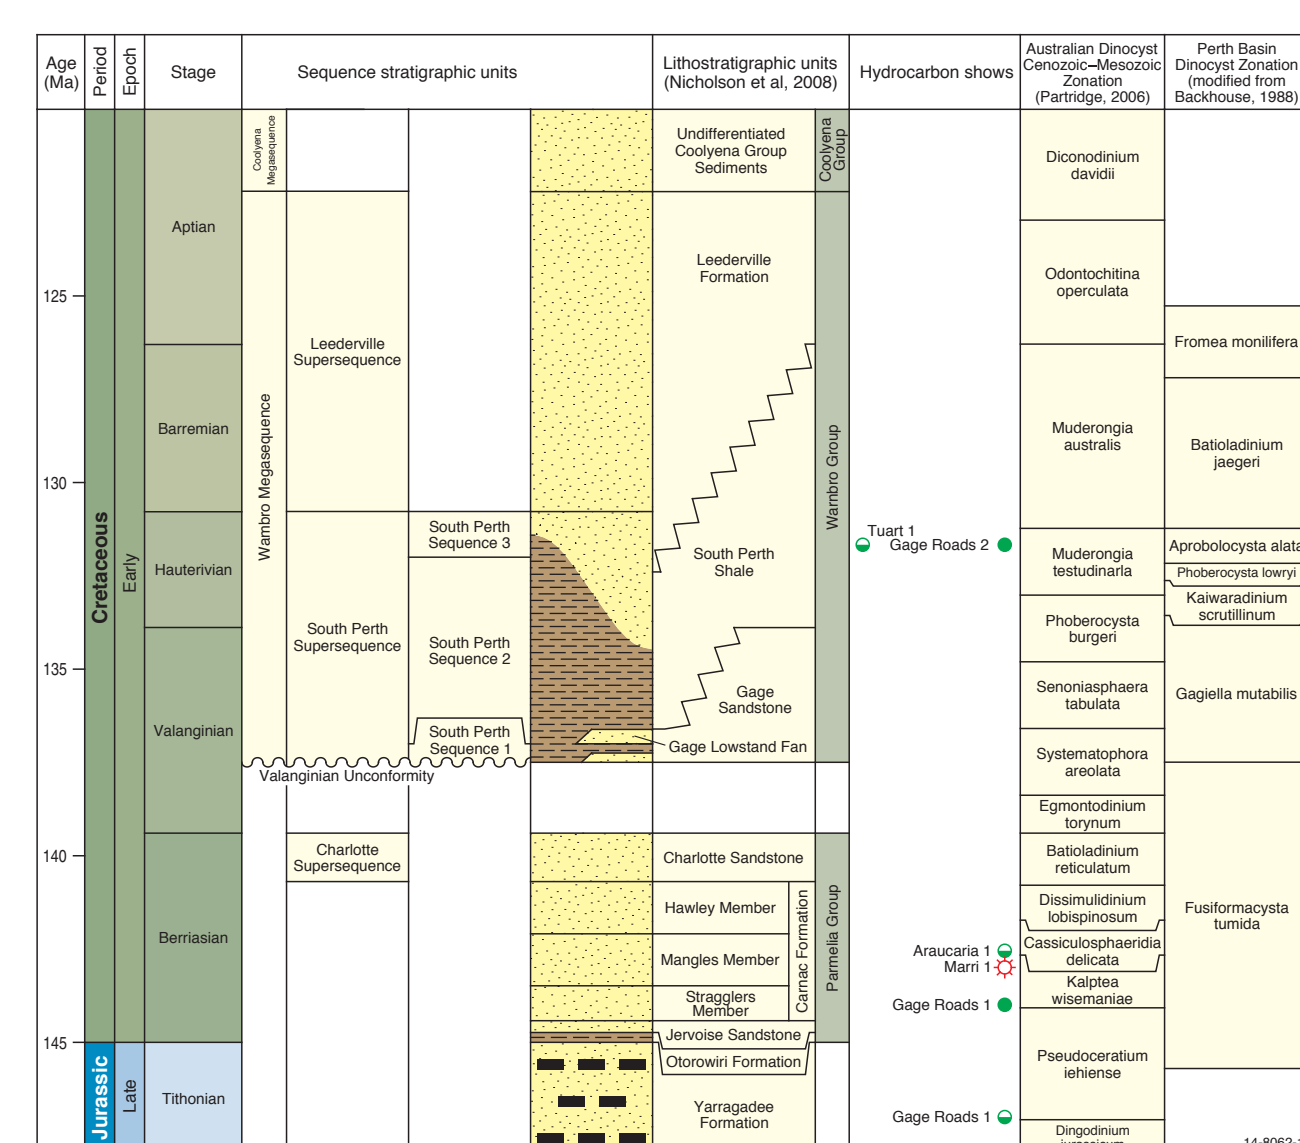 Age
(Ma)
Period
Epoch
Stage
Sequence stratigraphic units
Lithostratigraphic units
(Nicholson et al, 2008)
Hydrocarbon shows
Australian Dinocyst
Cenozoic–Mesozoic
Zonation
(Partridge, 2006)
Perth Basin
Dinocyst Zonation
(modified from
Backhouse, 1988)
125
130
135
140
145
Cretaceous
Jurassic
Early
Late
Aptian
Barremian
Hauterivian
Valanginian
Berriasian
Tithonian
Coolyena
Megasequence
Wambro Megasequence
Leederville
Supersequence
South Perth
Supersequence
Charlotte
Supersequence
South Perth
Sequence 3
South Perth
Sequence 2
South Perth
Sequence 1
Valanginian Unconformity
Undifferentiated
Coolyena Group
Sediments
Leederville
Formation
South Perth
Shale
Gage
Sandstone
Gage Lowstand Fan
Charlotte Sandstone
Hawley Member
Mangles Member
Stragglers
Member
Carnac Formation
Jervoise Sandstone
Otorowiri Formation
Yarragadee
Formation
Coolyena
Group
Warnbro Group
Parmelia Group
Tuart 1
Gage Roads 2
Araucaria 1
Marri 1
Gage Roads 1
Gage Roads 1
Diconodinium
davidii
Odontochitina
operculata
Muderongia
australis
Muderongia
testudinarla
Phoberocysta
burgeri
Senoniasphaera
tabulata
Systematophora
areolata
Egmontodinium
torynum
Batioladinium
reticulatum
Dissimulidinium
lobispinosum
Cassiculosphaeridia
delicata
Kalptea
wisemaniae
Pseudoceratium
iehiense
Dingodinium
Fromea monilifera
Batioladinium
jaegeri
Aprobolocysta alata
Phoberocysta lowryi
Kaiwaradinium
scrutillinum
Gagiella mutabilis
Fusiformacysta
tumida